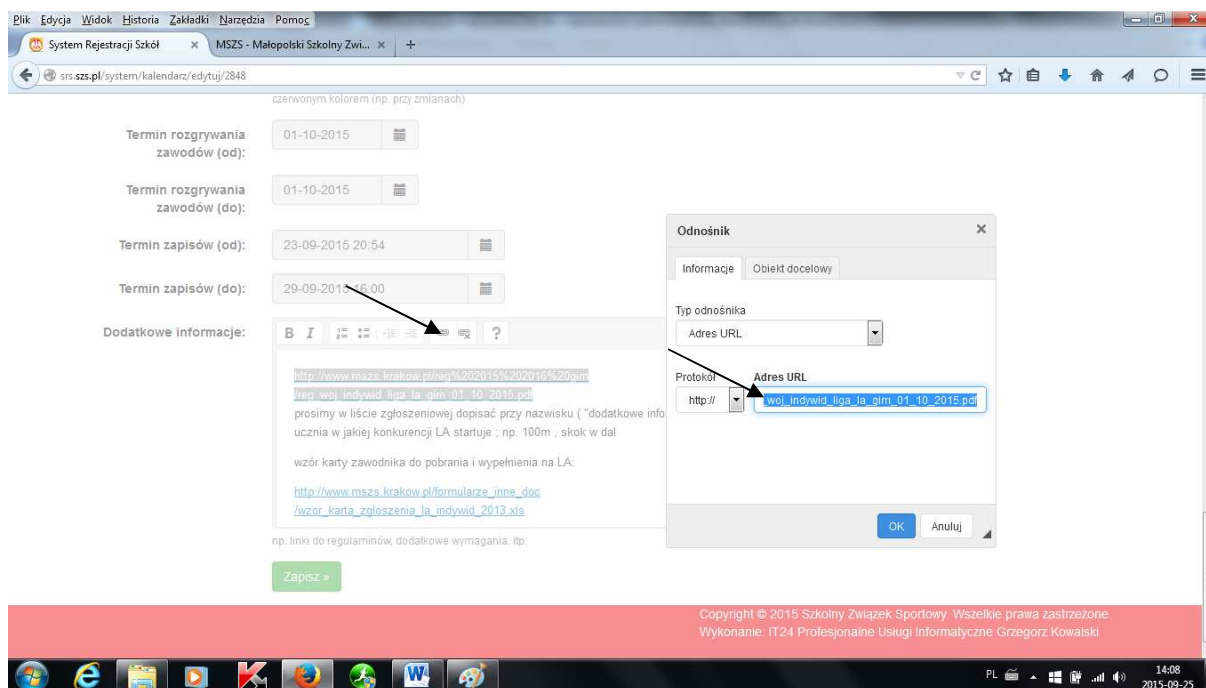 Plik Edycja Widok Historia Zakładki Narzędzia Pomoc
System Rejestracji Szkół × MSZS - Małopolski Szkolny Zwi... × +
srs.szs.pl/system/kalendarz/edytuj/2848
czerwonym kolorem (np. przy zmianach)
Termin rozgrywania
zawodów (od):
01-10-2015
Termin rozgrywania
zawodów (do):
01-10-2015
Termin zapisów (od):
23-09-2015 20:54
Termin zapisów (do):
29-09-2015 16:00
Dodatkowe informacje:
B I ?
http://www.mszs.krakow.pl/reg%202015%202016%20gim
/reg_woj_indywid_liga_la_gim_01_10_2015.pdf
prosimy w liście zgłoszeniowej dopisać przy nazwisku ( "dodatkowe info
ucznia w jakiej konkurencji LA startuje ; np. 100m , skok w dal
wzór karty zawodnika do pobrania i wypełnienia na LA:
http://www.mszs.krakow.pl/formularze_inne_doc
/wzor_karta_zgloszenia_la_indywid_2013.xls
np. linki do regulaminów, dodatkowe wymagania, itp.
Zapisz »
Odnośnik ×
Informacje Obiekt docelowy
Typ odnośnika
Adres URL
Protokół Adres URL
http:// woj_indywid_liga_la_gim_01_10_2015.pdf
OK Anuluj
Copyright © 2015 Szkolny Związek Sportowy. Wszelkie prawa zastrzeżone.
Wykonanie: IT24 Profesjonalne Usługi Informatyczne Grzegorz Kowalski
PL 14:08
2015-09-25